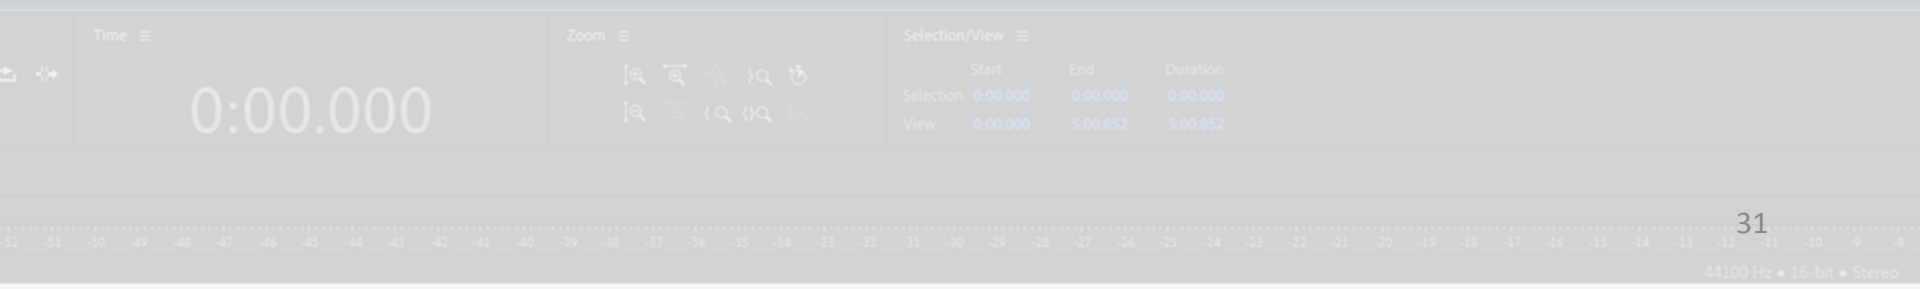 Time Zoom Selection/View
Start End Duration
0:00.000
Selection 0:00.000 0:00.000 0:00.000
View 0:00.000 5:00.852 5:00.852
31
-52 -51 -50 -49 -48 -47 -46 -45 -44 -43 -42 -41 -40 -39 -38 -37 -36 -35 -34 -33 -32 -31 -30 -29 -28 -27 -26 -25 -24 -23 -22 -21 -20 -19 -18 -17 -16 -15 -14 -13 -12 -11 -10 -9 -8
44100 Hz ● 16-bit ● Stereo